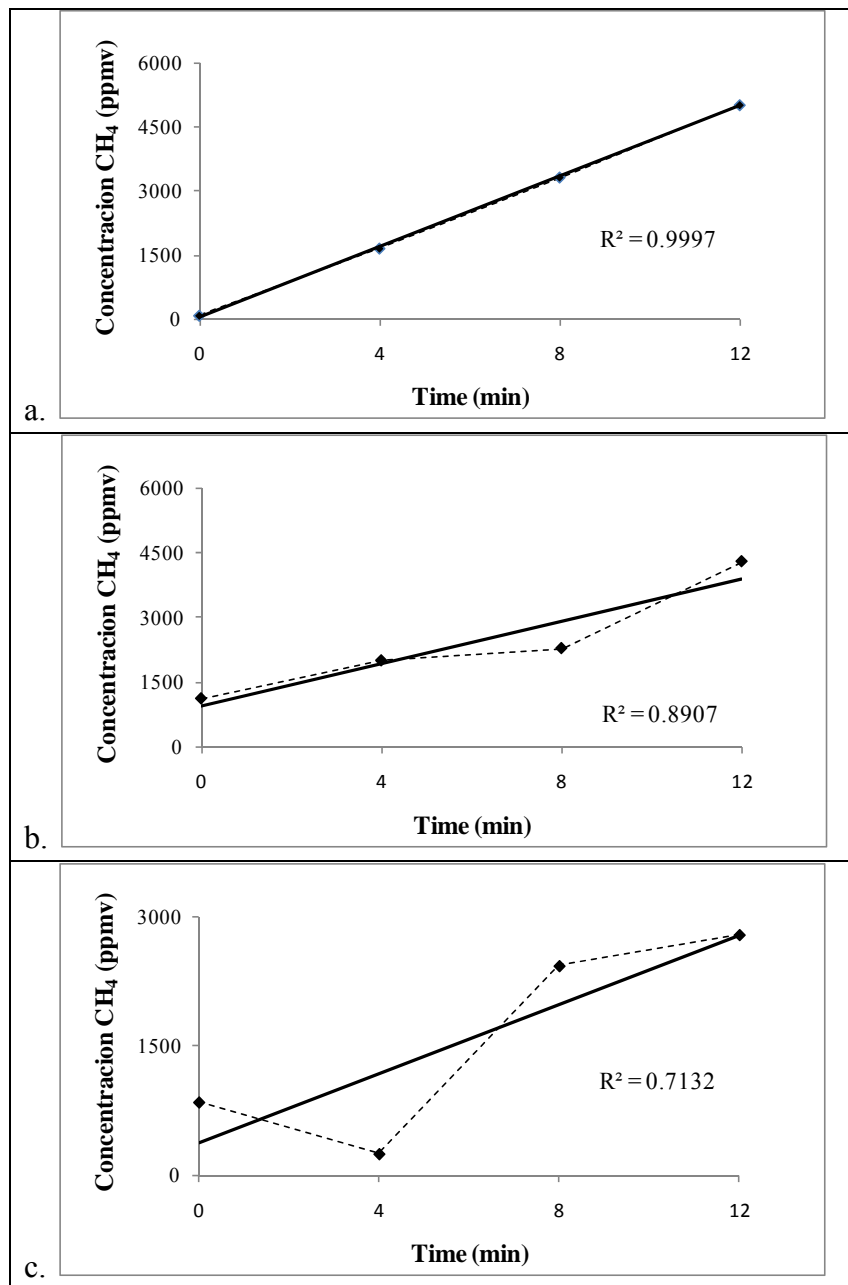 Concentracion CH₄ (ppmv)
6000
4500
3000
1500
0
R² = 0.9997
0 4 8 12
Time (min)
a.
Concentracion CH₄ (ppmv)
6000
4500
3000
1500
0
R² = 0.8907
0 4 8 12
Time (min)
b.
Concentracion CH₄ (ppmv)
3000
1500
0
R² = 0.7132
0 4 8 12
Time (min)
c.